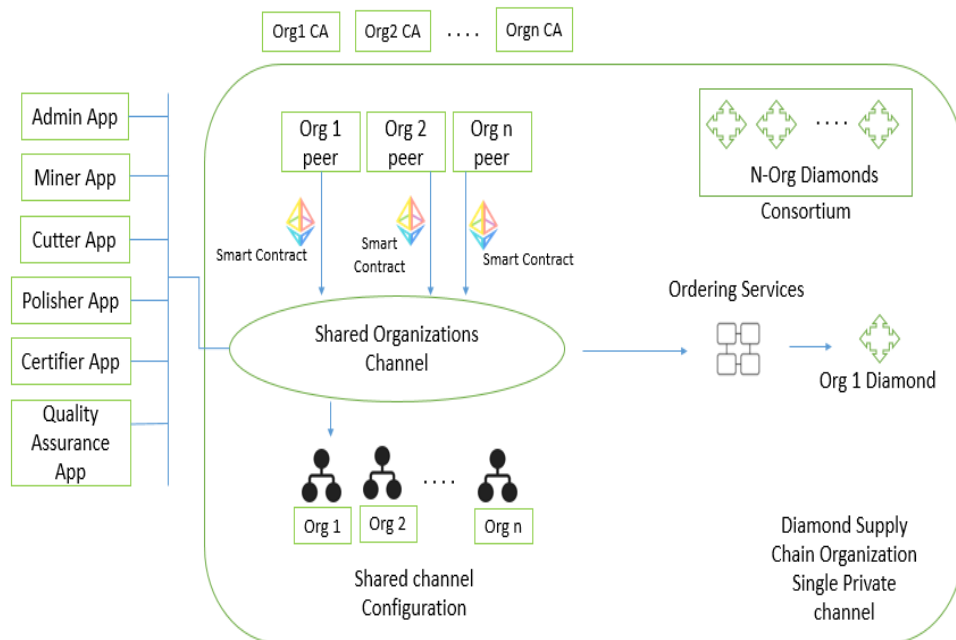 Org1 CA
Org2 CA
. . . .
Orgn CA
Admin App
Miner App
Cutter App
Polisher App
Certifier App
Quality
Assurance
App
Org 1
peer
Org 2
peer
Org n
peer
Smart Contract
Smart
Contract
Smart Contract
Shared Organizations
Channel
. . . .
N-Org Diamonds
Consortium
Ordering Services
Org 1 Diamond
. . . .
Org 1
Org 2
Org n
Shared channel
Configuration
Diamond Supply
Chain Organization
Single Private
channel